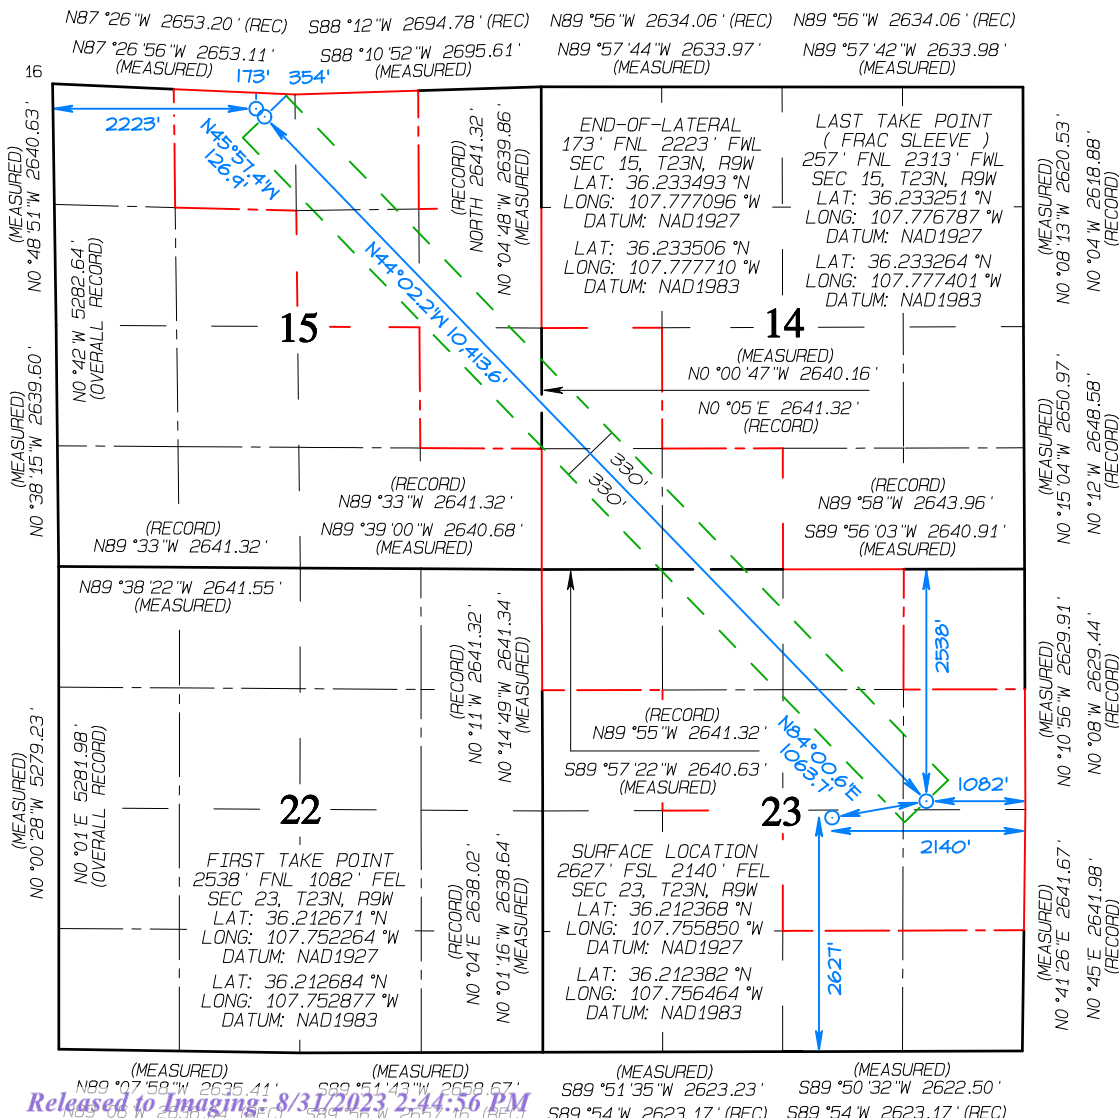 N87°26'W 2653.20'(REC)
S88°12'W 2694.78'(REC)
N89°56'W 2634.06'(REC)
N89°56'W 2634.06'(REC)
N87°26'56"W 2653.11'
(MEASURED)
S88°10'52"W 2695.61'
(MEASURED)
N89°57'44"W 2633.97'
(MEASURED)
N89°57'42"W 2633.98'
(MEASURED)
16
173'
354'
2223'
N45°57.4'W
126.9'
(MEASURED)
N0°48'51"W 2640.63'
(RECORD)
NORTH 2641.32'
N0°04'48"W 2639.86'
(MEASURED)
END-OF-LATERAL
173' FNL 2223' FWL
SEC 15, T23N, R9W
LAT: 36.233493°N
LONG: 107.777096°W
DATUM: NAD1927
LAT: 36.233506°N
LONG: 107.777710°W
DATUM: NAD1983
LAST TAKE POINT
( FRAC SLEEVE )
257' FNL 2313' FWL
SEC 15, T23N, R9W
LAT: 36.233251°N
LONG: 107.776787°W
DATUM: NAD1927
LAT: 36.233264°N
LONG: 107.777401°W
DATUM: NAD1983
(MEASURED)
N0°08'13"W 2620.53'
N0°04'W 2618.88'
(RECORD)
N0°42'W 5282.64'
(OVERALL RECORD)
15
N44°02.2'W 10,413.6'
14
(MEASURED)
N0°00'47"W 2640.16'
N0°05'E 2641.32'
(RECORD)
(MEASURED)
N0°38'15"W 2639.60'
330'
330'
(MEASURED)
N0°15'04"W 2650.97'
N0°12'W 2648.58'
(RECORD)
(RECORD)
N89°33'W 2641.32'
(RECORD)
N89°33'W 2641.32'
N89°39'00"W 2640.68'
(MEASURED)
(RECORD)
N89°58'W 2643.96'
S89°56'03"W 2640.91'
(MEASURED)
N89°38'22"W 2641.55'
(MEASURED)
(RECORD)
N0°11'W 2641.32'
N0°14'49"W 2641.34'
(MEASURED)
2538'
(MEASURED)
N0°10'56"W 2629.91'
N0°08'W 2629.44'
(RECORD)
(RECORD)
N89°55'W 2641.32'
S89°57'22"W 2640.63'
(MEASURED)
N84°00.6'E
1063.7'
1082'
2140'
(MEASURED)
N0°00'28"W 5279.23'
N0°01'E 5281.98'
(OVERALL RECORD)
22
23
FIRST TAKE POINT
2538' FNL 1082' FEL
SEC 23, T23N, R9W
LAT: 36.212671°N
LONG: 107.752264°W
DATUM: NAD1927
LAT: 36.212684°N
LONG: 107.752877°W
DATUM: NAD1983
(RECORD)
N0°04'E 2638.02'
N0°01'16"W 2638.64'
(MEASURED)
SURFACE LOCATION
2627' FSL 2140' FEL
SEC 23, T23N, R9W
LAT: 36.212368°N
LONG: 107.755850°W
DATUM: NAD1927
LAT: 36.212382°N
LONG: 107.756464°W
DATUM: NAD1983
2627'
(MEASURED)
N0°41'26"E 2641.67'
N0°45'E 2641.98'
(RECORD)
(MEASURED)
N89°07'58"W 2635.41'
(MEASURED)
S89°51'43"W 2658.67'
(MEASURED)
S89°51'35"W 2623.23'
(MEASURED)
S89°50'32"W 2622.50'
Released to Imaging: 8/31/2023 2:44:56 PM
S89°54'W 2623.17'(REC)
S89°54'W 2623.17'(REC)